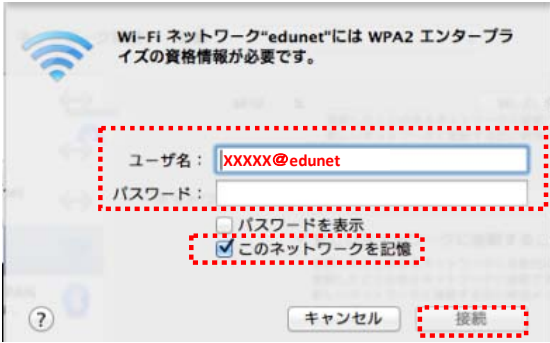 Wi-Fi ネットワーク“edunet”には WPA2 エンタープラ
イズの資格情報が必要です。
ユーザ名：
XXXXX@edunet
パスワード：
パスワードを表示
このネットワークを記憶
?
キャンセル
接続